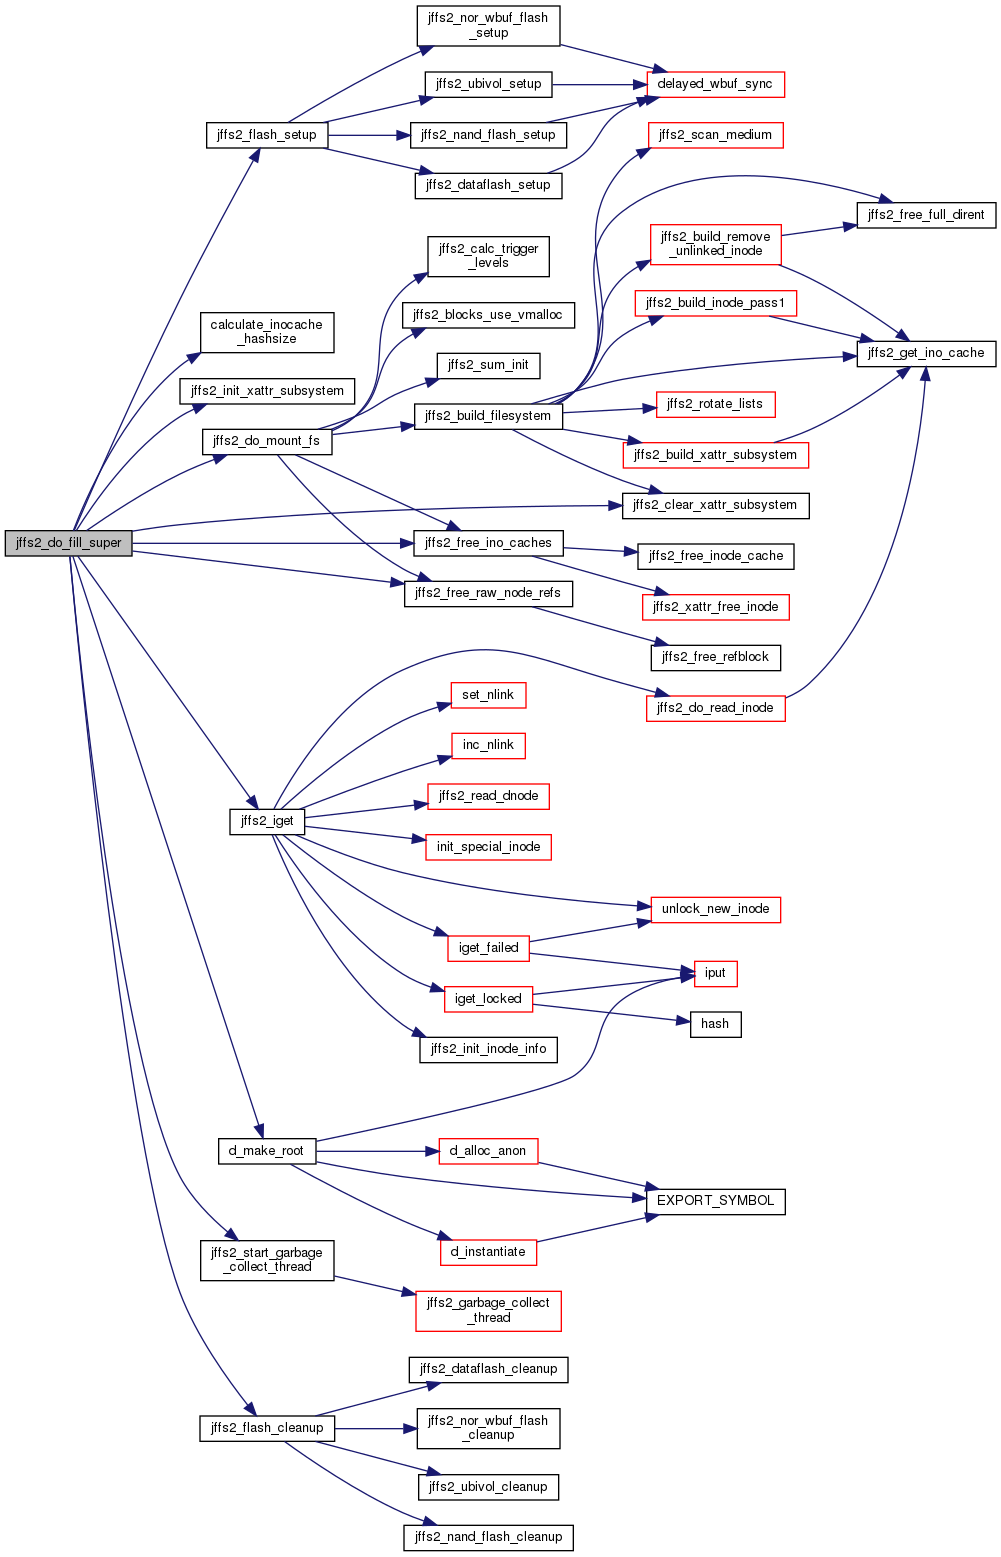 jffs2_nor_wbuf_flash
_setup
jffs2_ubivol_setup
delayed_wbuf_sync
jffs2_flash_setup
jffs2_nand_flash_setup
jffs2_scan_medium
jffs2_dataflash_setup
jffs2_free_full_dirent
jffs2_calc_trigger
_levels
jffs2_build_remove
_unlinked_inode
calculate_inocache
_hashsize
jffs2_blocks_use_vmalloc
jffs2_build_inode_pass1
jffs2_get_ino_cache
jffs2_sum_init
jffs2_init_xattr_subsystem
jffs2_rotate_lists
jffs2_build_filesystem
jffs2_do_mount_fs
jffs2_build_xattr_subsystem
jffs2_clear_xattr_subsystem
jffs2_do_fill_super
jffs2_free_ino_caches
jffs2_free_inode_cache
jffs2_free_raw_node_refs
jffs2_xattr_free_inode
jffs2_free_refblock
set_nlink
jffs2_do_read_inode
inc_nlink
jffs2_read_dnode
jffs2_iget
init_special_inode
unlock_new_inode
iget_failed
iput
iget_locked
hash
jffs2_init_inode_info
d_make_root
d_alloc_anon
EXPORT_SYMBOL
d_instantiate
jffs2_start_garbage
_collect_thread
jffs2_garbage_collect
_thread
jffs2_dataflash_cleanup
jffs2_flash_cleanup
jffs2_nor_wbuf_flash
_cleanup
jffs2_ubivol_cleanup
jffs2_nand_flash_cleanup